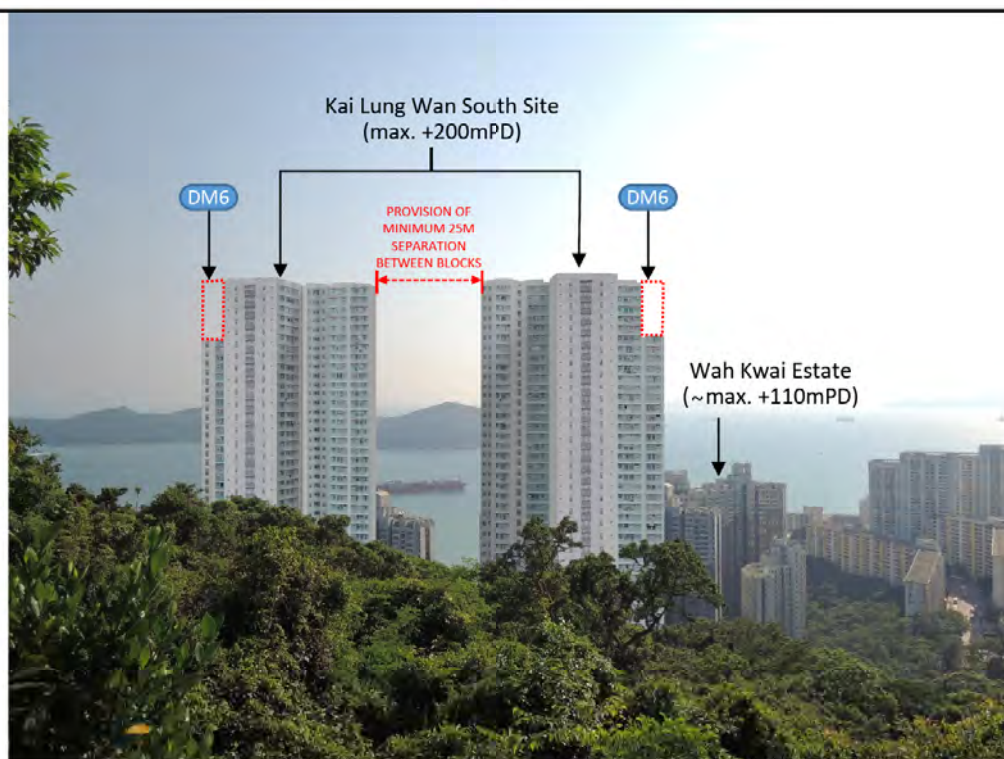 Kai Lung Wan South Site
(max. +200mPD)
DM6
PROVISION OF
MINIMUM 25M
SEPARATION
BETWEEN BLOCKS
DM6
Wah Kwai Estate
(~max. +110mPD)